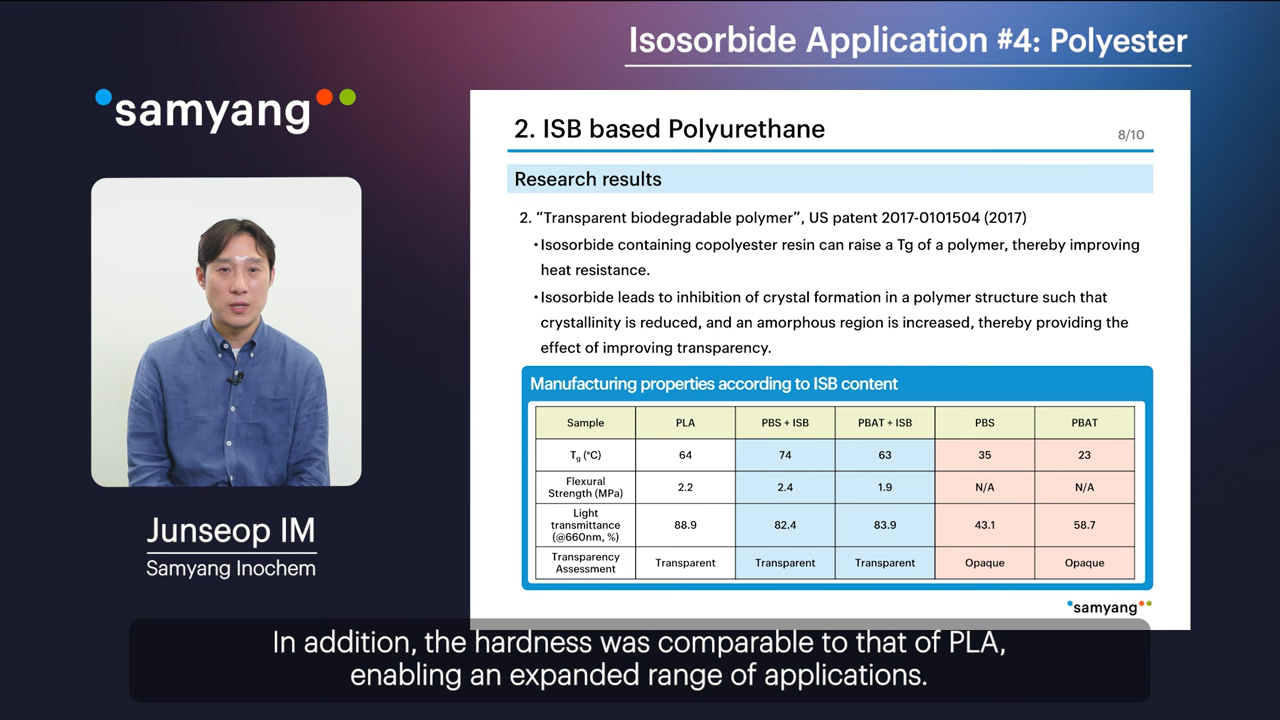 Isosorbide Application #4: Polyester
samyang
2. ISB based Polyurethane
8/10
Research results
2. “Transparent biodegradable polymer”, US patent 2017-0101504 (2017)
•Isosorbide containing copolyester resin can raise a Tg of a polymer, thereby improving
heat resistance.
•Isosorbide leads to inhibition of crystal formation in a polymer structure such that
crystallinity is reduced, and an amorphous region is increased, thereby providing the
effect of improving transparency.
Manufacturing properties according to ISB content
Sample PLA PBS + ISB PBAT + ISB PBS PBAT
Tg (°C) 64 74 63 35 23
Flexural
Strength (MPa) 2.2 2.4 1.9 N/A N/A
Light
transmittance
(@660nm, %) 88.9 82.4 83.9 43.1 58.7
Transparency
Assessment Transparent Transparent Transparent Opaque Opaque
samyang
Junseop IM
Samyang Inochem
In addition, the hardness was comparable to that of PLA,
enabling an expanded range of applications.